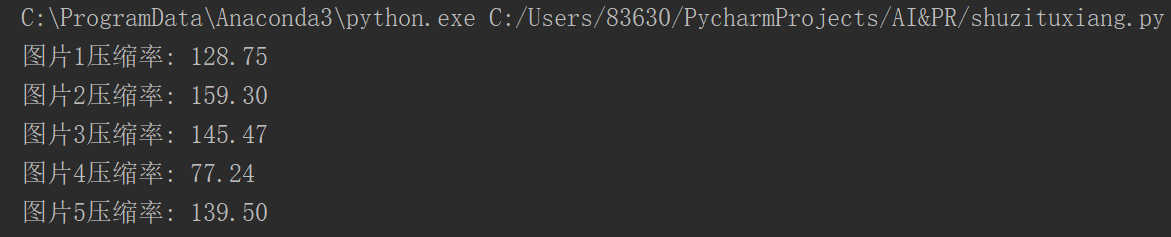 C:\ProgramData\Anaconda3\python.exe C:/Users/83630/PycharmProjects/AI&PR/shuzituxiang.py
图片1压缩率: 128.75
图片2压缩率: 159.30
图片3压缩率: 145.47
图片4压缩率: 77.24
图片5压缩率: 139.50